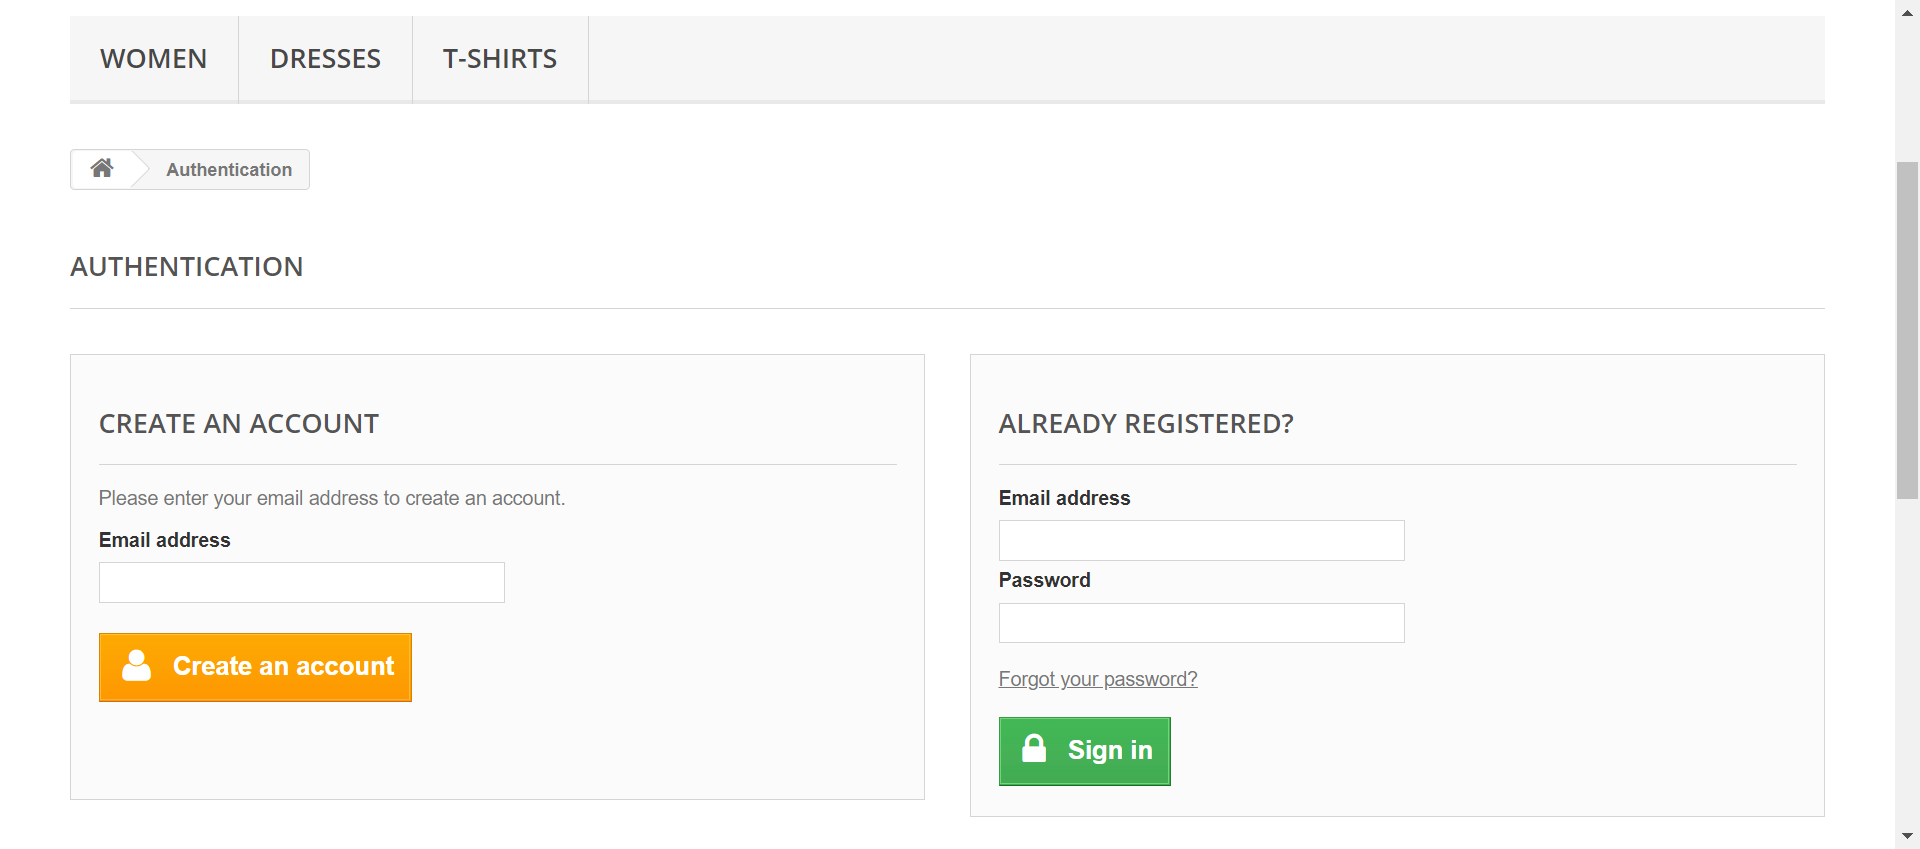 WOMEN DRESSES T-SHIRTS
Authentication
AUTHENTICATION
CREATE AN ACCOUNT
Please enter your email address to create an account.
Email address
Create an account
ALREADY REGISTERED?
Email address
Password
Forgot your password?
Sign in